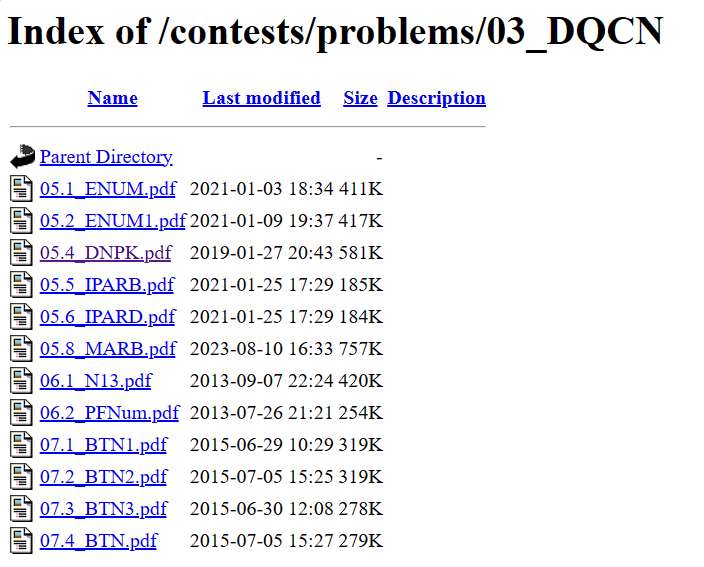 Index of /contests/problems/03_DQCN
Name Last modified Size Description
Parent Directory -
05.1_ENUM.pdf 2021-01-03 18:34 411K
05.2_ENUM1.pdf 2021-01-09 19:37 417K
05.4_DNPK.pdf 2019-01-27 20:43 581K
05.5_IPARB.pdf 2021-01-25 17:29 185K
05.6_IPARD.pdf 2021-01-25 17:29 184K
05.8_MARB.pdf 2023-08-10 16:33 757K
06.1_N13.pdf 2013-09-07 22:24 420K
06.2_PFNum.pdf 2013-07-26 21:21 254K
07.1_BTN1.pdf 2015-06-29 10:29 319K
07.2_BTN2.pdf 2015-07-05 15:25 319K
07.3_BTN3.pdf 2015-06-30 12:08 278K
07.4_BTN.pdf 2015-07-05 15:27 279K